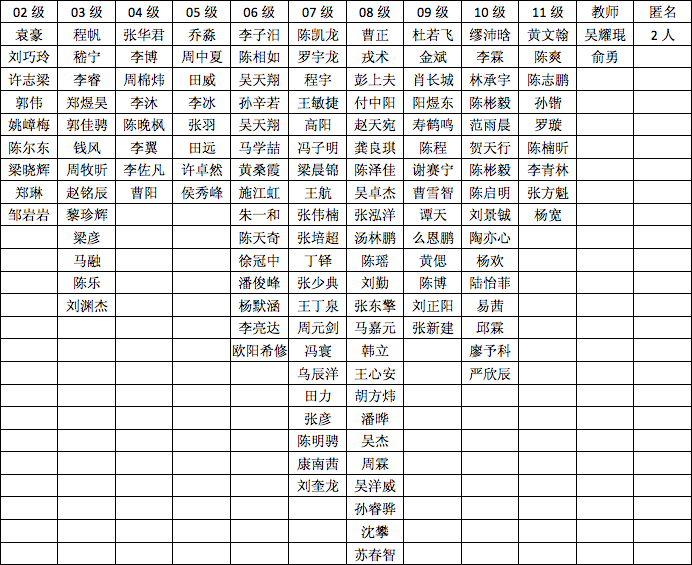 02 级 03 级 04 级 05 级 06 级 07 级 08 级 09 级 10 级 11 级 教师 匿名
袁豪 程帆 张华君 乔淼 李子汨 陈凯龙 曹正 杜若飞 缪沛晗 黄文翰 吴耀琨 2 人
刘巧玲 嵇宁 李博 周中夏 陈相如 罗宇龙 戎术 金斌 李霖 陈爽 俞勇
许志梁 李睿 周棉炜 田威 吴天翔 程宇 彭上夫 肖长城 林承宇 陈志鹏
郭伟 郑煜昊 李沐 李冰 孙辛若 王敏捷 付中阳 阳煜东 陈彬毅 孙锴
姚嶂梅 郭佳骋 陈晚枫 张羽 吴天翔 高阳 赵天宛 寿鹤鸣 范雨晨 罗璇
陈尔东 钱风 李翼 田远 马学喆 冯子明 龚良琪 陈程 贺天行 陈楠昕
梁晓辉 周牧昕 李佐凡 许卓然 黄桑霞 梁晨锦 陈泽佳 谢赛宁 陈彬毅 李青林
郑琳 赵铭辰 曹阳 侯秀峰 施江虹 王航 吴卓杰 曹雪智 陈启明 张方魁
邹岩岩 黎珍辉 朱一和 张伟楠 张泓洋 谭天 刘景铖 杨宽
梁彦 陈天奇 张培超 汤林鹏 么恩鹏 陶亦心
马融 徐冠中 丁铎 陈瑶 黄偲 杨欢
陈乐 潘俊峰 张少典 刘勤 陈博 陆怡菲
刘渊杰 杨默涵 王丁泉 张东擎 刘正阳 易茜
李亮达 周元剑 马嘉元 张新建 邱霖
欧阳希修 冯寰 韩立 廖予科
乌辰洋 王心安 严欣辰
田力 胡方炜
张彦 潘晔
陈明骋 吴杰
康南茜 周霖
刘奎龙 吴洋威
孙睿骅
沈攀
苏春智